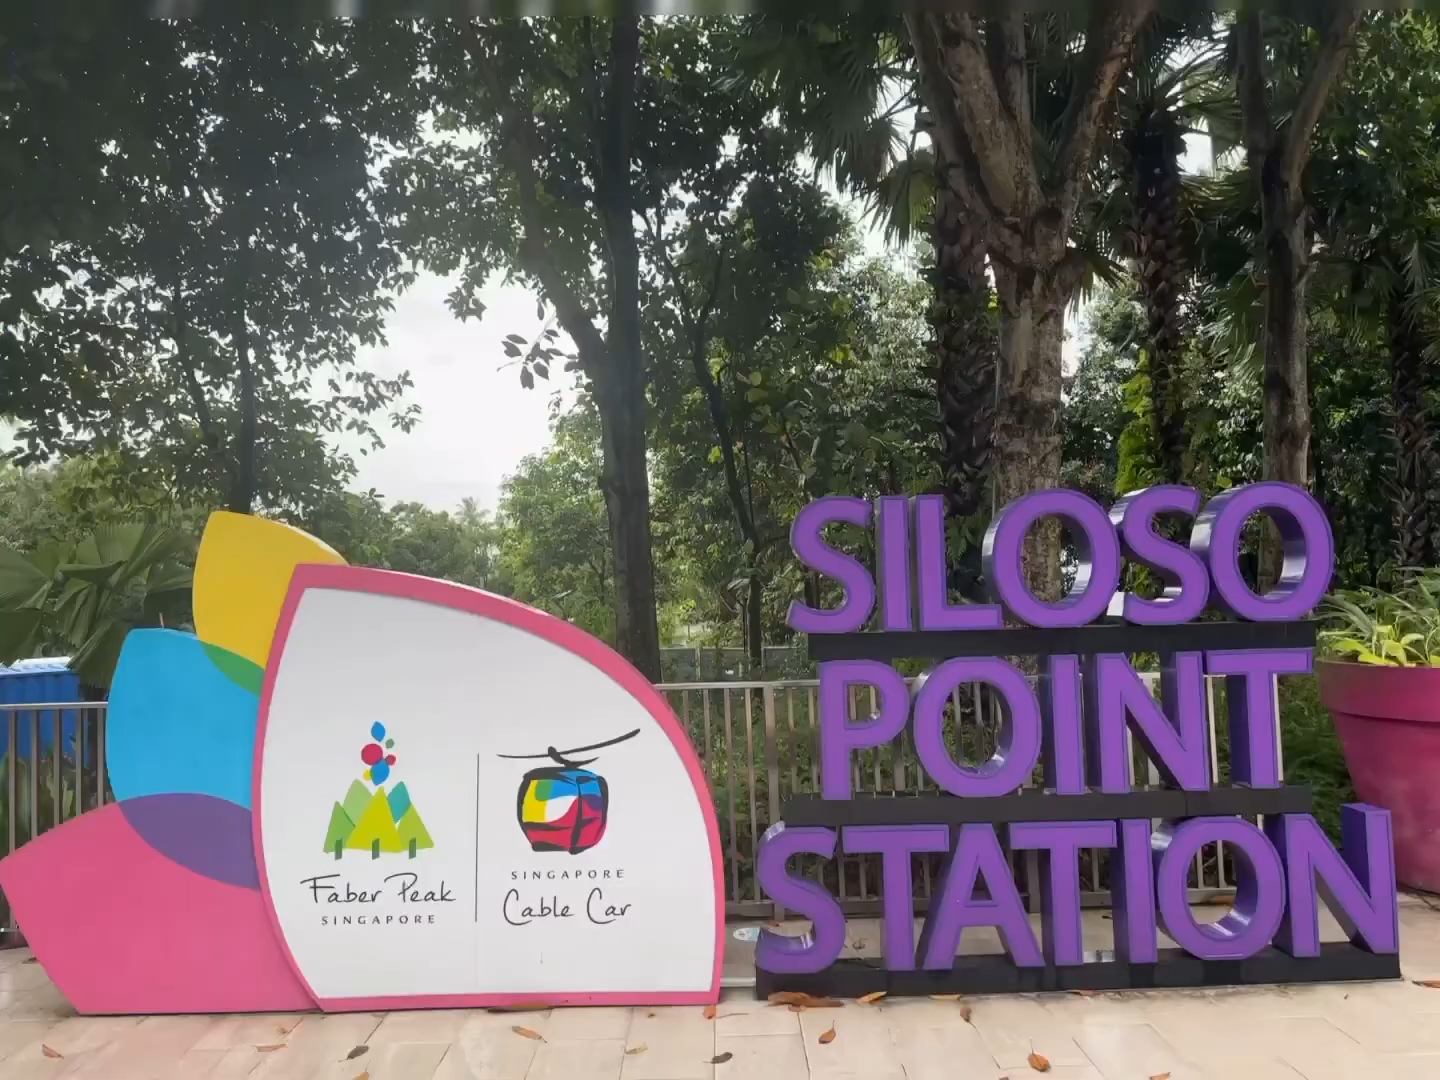 Faber Peak
SINGAPORE
SINGAPORE
Cable Car
SILOSO
POINT
STATION